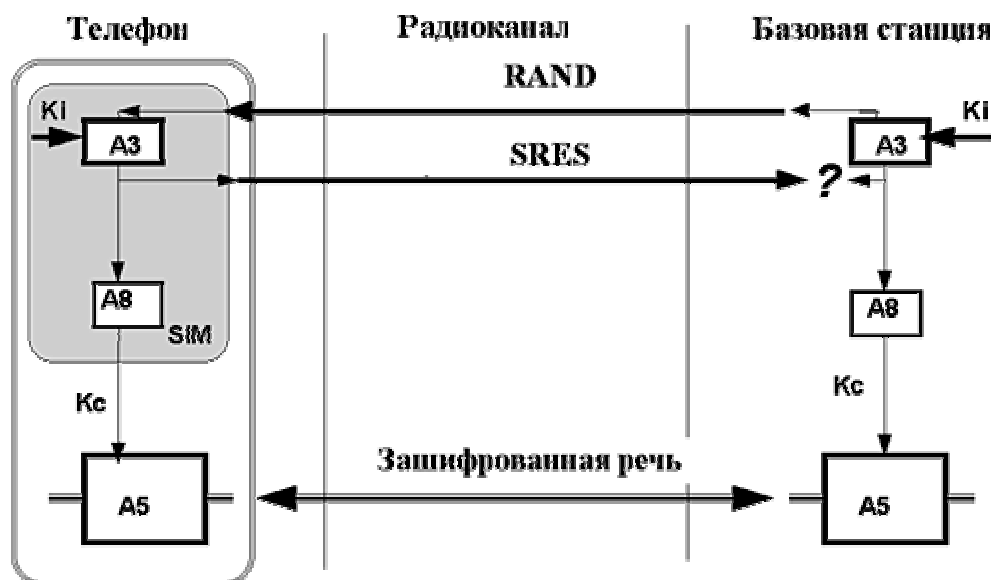 Телефон
Радиоканал
Базовая станция
RAND
Ki
Ki
A3
A3
SRES
?
A8
A8
SIM
Kc
Kc
Зашифрованная речь
A5
A5